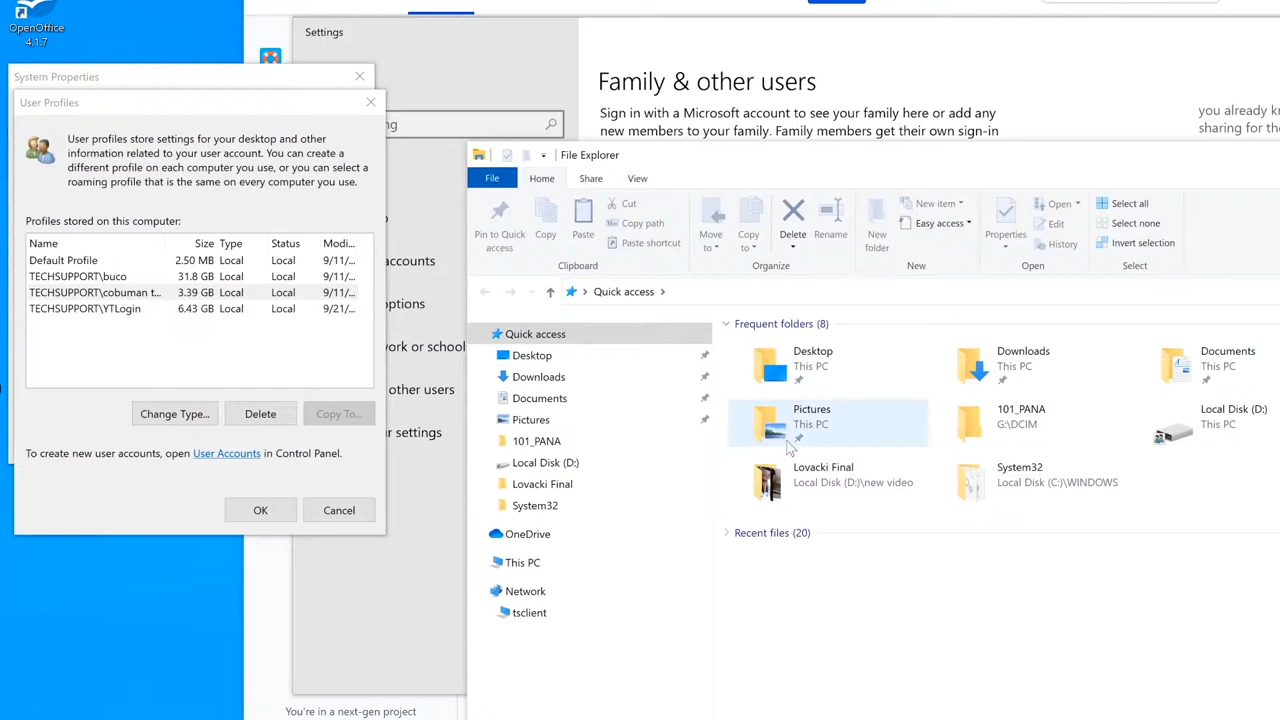 OpenOffice
4.1.7
Settings
System Properties
User Profiles
User profiles store settings for your desktop and other
information related to your user account. You can create a
different profile on each computer you use, or you can select a
roaming profile that is the same on every computer you use.
Profiles stored on this computer:
Name Size Type Status Modi...
Default Profile 2.50 MB Local Local 9/11/...
TECHSUPPORT\buco 31.8 GB Local Local 9/11/...
TECHSUPPORT\cobuman t... 3.39 GB Local Local 9/11/...
TECHSUPPORT\YTLogin 6.43 GB Local Local 9/21/...
Change Type... Delete Copy To...
To create new user accounts, open User Accounts in Control Panel.
OK Cancel
ng
accounts
options
work or school
other users
ur settings
You're in a next-gen project
Family & other users
Sign in with a Microsoft account to see your family here or add any
new members to your family. Family members get their own sign-in
you already k
sharing for the
File Explorer
File Home Share View
Pin to Quick
access
Copy
Paste
Cut
Copy path
Paste shortcut
Clipboard
Move
to
Copy
to
Delete
Rename
Organize
New
folder
New item
Easy access
New
Properties
Open
Edit
History
Open
Select all
Select none
Invert selection
Select
Quick access
Quick access
Desktop
Downloads
Documents
Pictures
101_PANA
Local Disk (D:)
Lovacki Final
System32
OneDrive
This PC
Network
tsclient
Frequent folders (8)
Desktop
This PC
Downloads
This PC
Documents
This PC
Pictures
This PC
101_PANA
G:\DCIM
Local Disk (D:)
This PC
Lovacki Final
Local Disk (D:)\new video
System32
Local Disk (C:)\WINDOWS
Recent files (20)